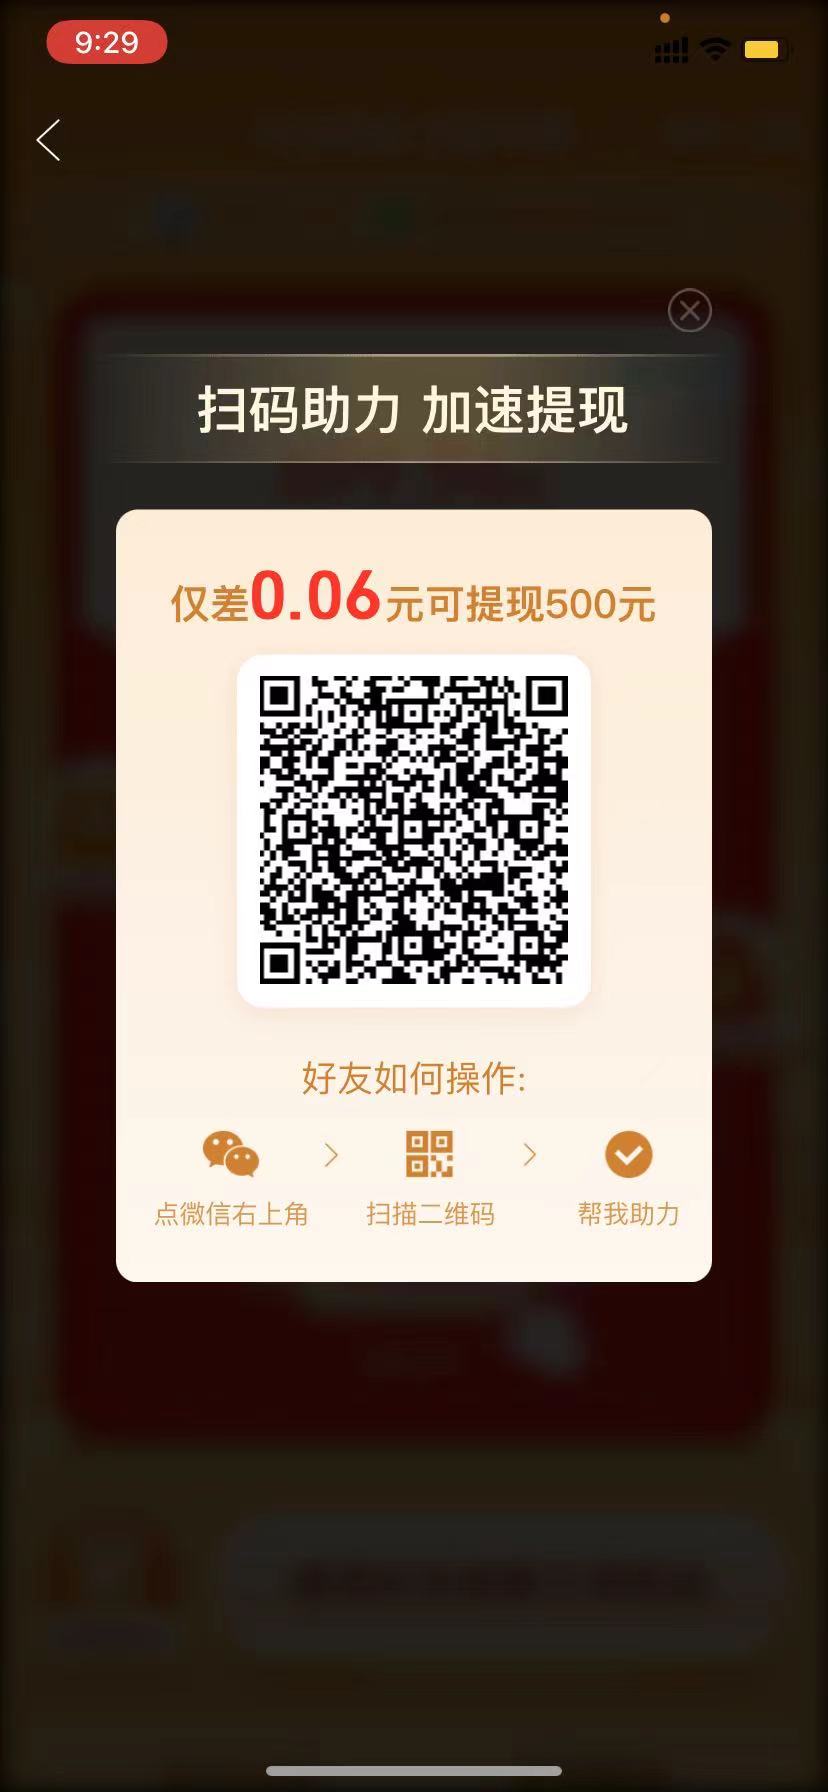 9:29
扫码助力 加速提现
仅差0.06元可提现500元
好友如何操作:
点微信右上角
扫描二维码
帮我助力